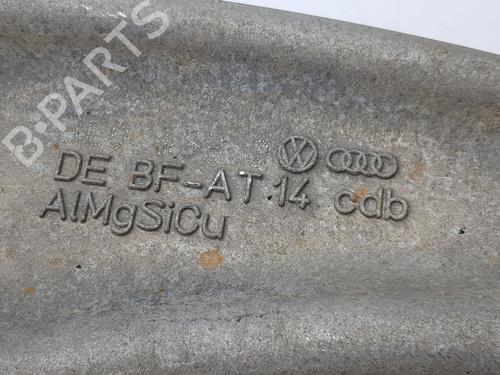 B-PARTS
DE BF-AT 14 cdb
AlMgSiCu